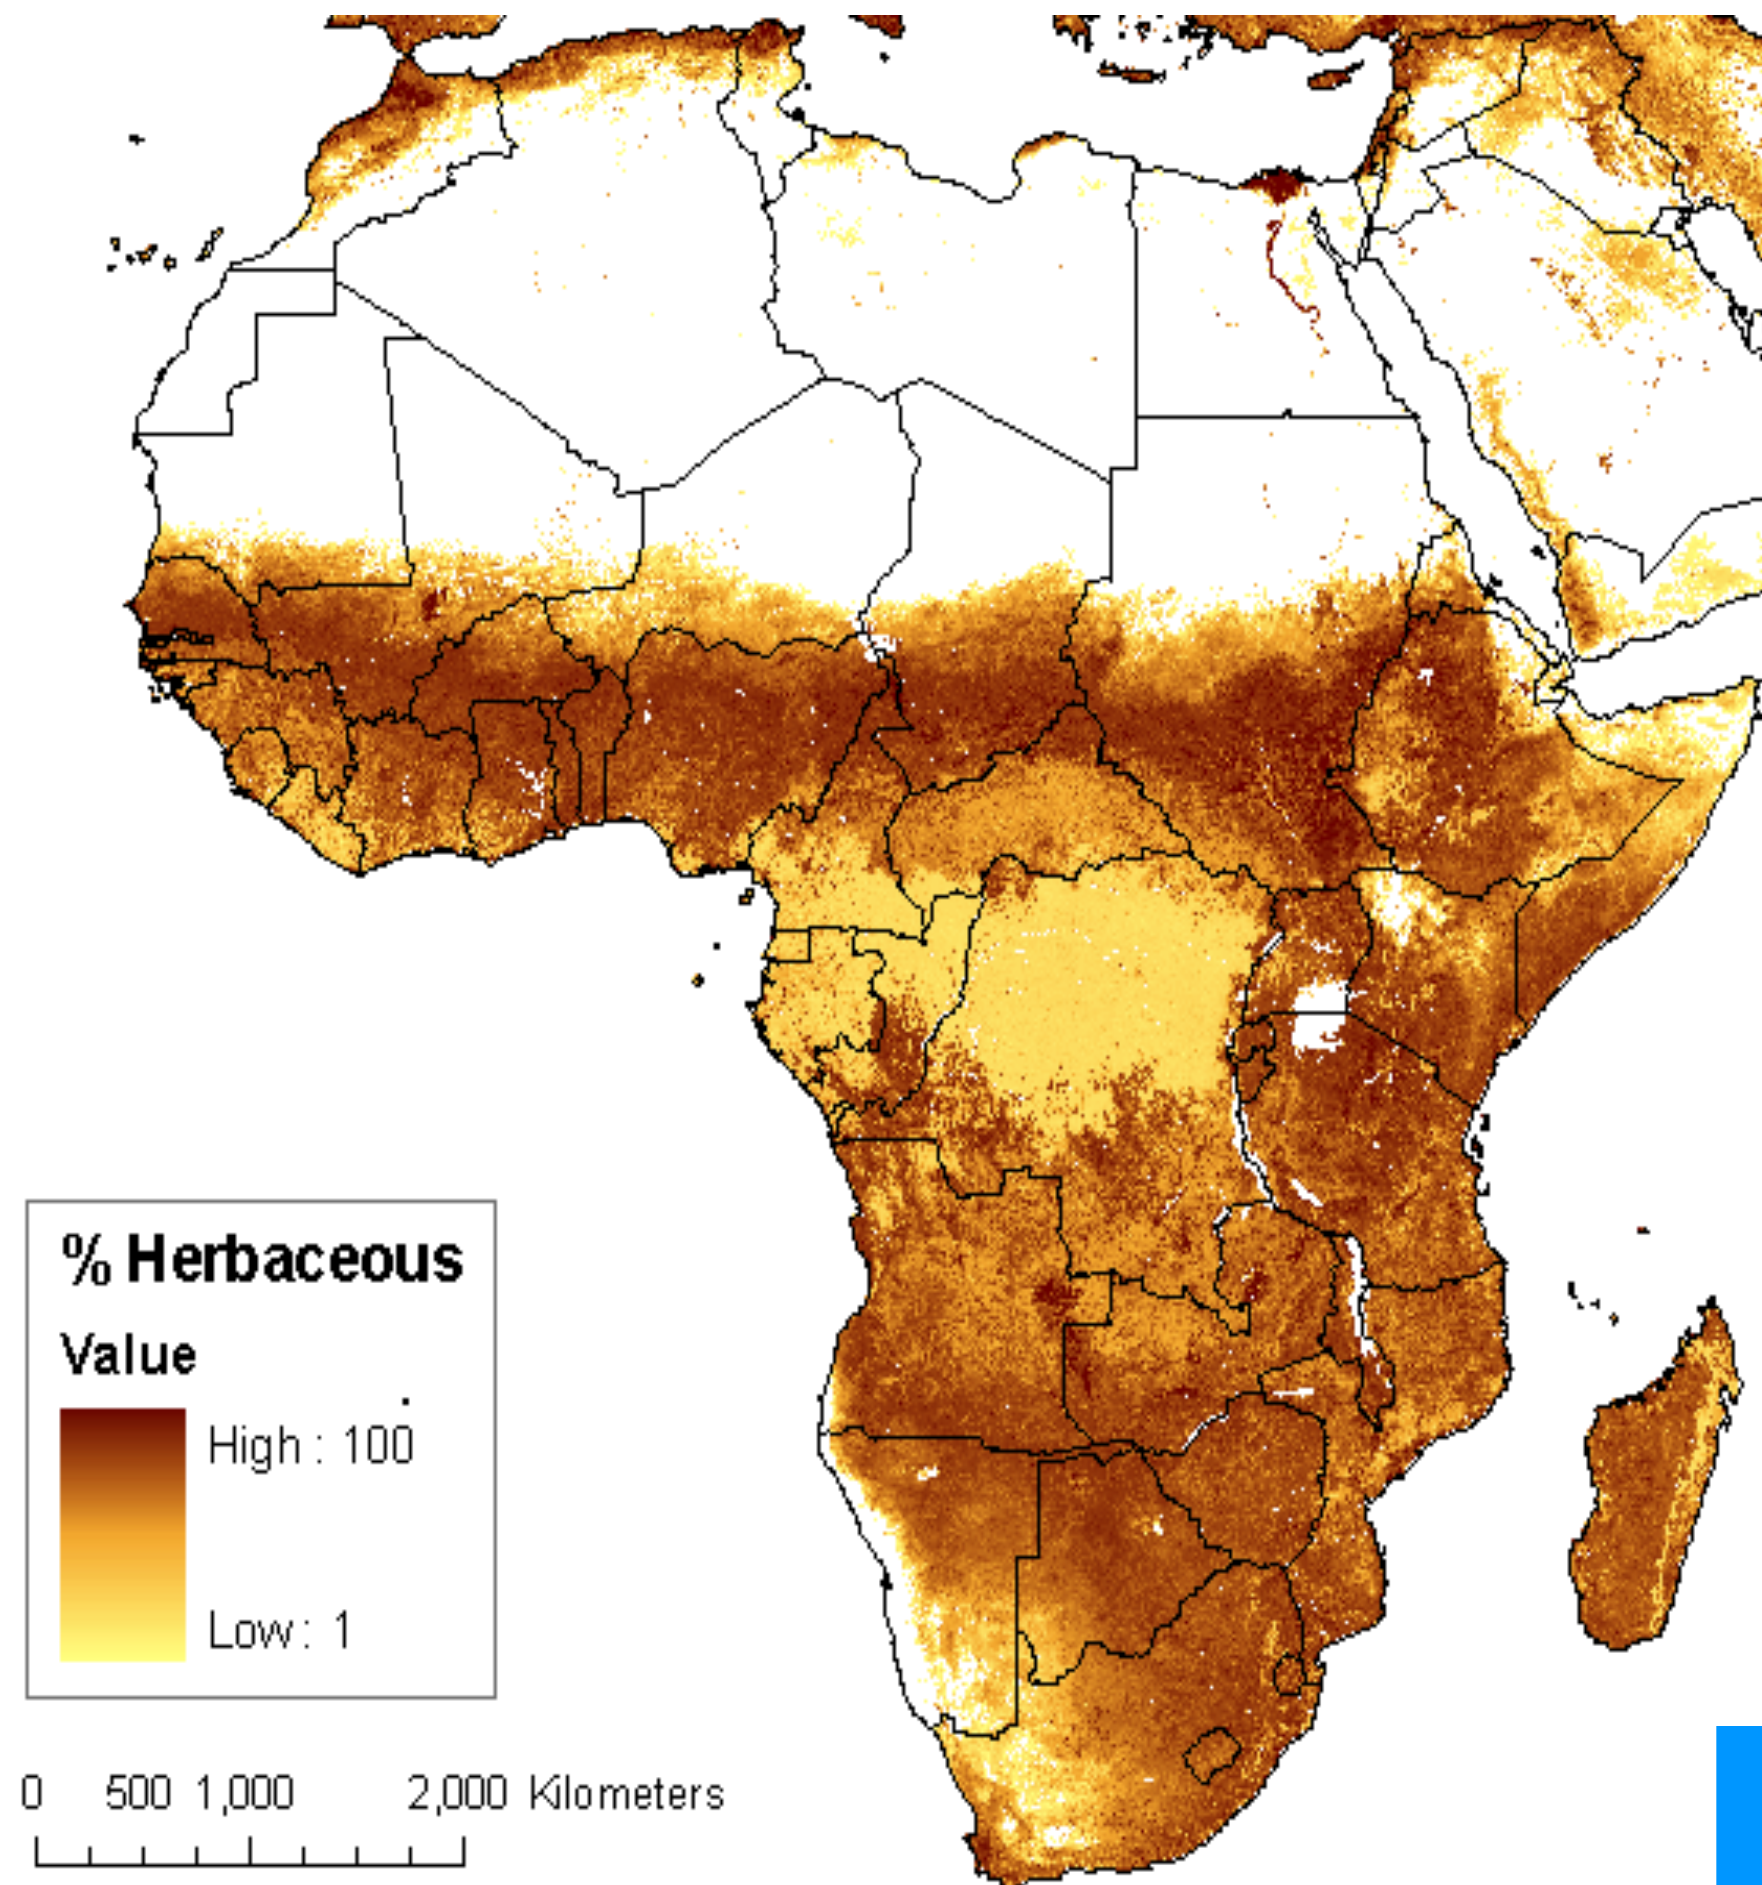 % Herbaceous
Value
High : 100
Low : 1
0 500 1,000 2,000 Kilometers